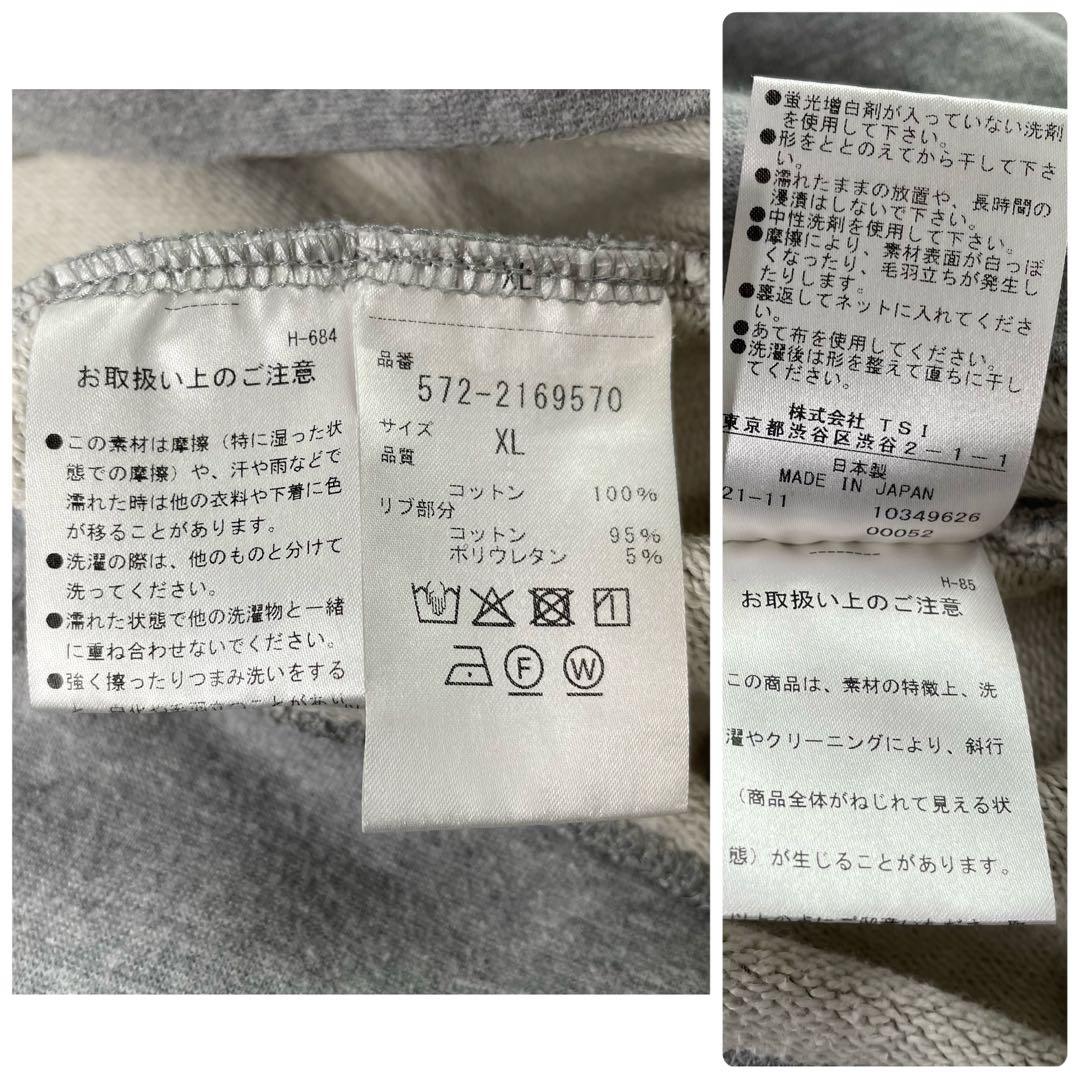 H-684
お取扱い上のご注意
●この素材は摩擦（特に湿った状
態での摩擦）や、汗や雨などで
濡れた時は他の衣料や下着に色
が移ることがあります。
●洗濯の際は、他のものと分けて
洗ってください。
●濡れた状態で他の洗濯物と一緒
に重ね合わせないでください。
●強く擦ったりつまみ洗いをする
XL
品番
572-2169570
サイズ
XL
品質
コットン 100%
リブ部分
コットン 95%
ポリウレタン 5%
F W
●蛍光増白剤が入っていない洗剤
を使用して下さい。
●形をととのえてから干して下さ
い。
●濡れたままの放置や、長時間の
浸漬はしないで下さい。
●中性洗剤を使用して下さい。
●摩擦により、素材表面が白っぽ
くなったり、毛羽立ちが発生し
たりします。
●裏返してネットに入れてくださ
い。
●あて布を使用してください。
●洗濯後は形を整えて直ちに干し
てください。
株式会社 TSI
東京都渋谷区渋谷2-1-1
日本製
MADE IN JAPAN
21-11 10349626
00052
H-85
お取扱い上のご注意
この商品は、素材の特徴上、洗
濯やクリーニングにより、斜行
（商品全体がねじれて見える状
態）が生じることがあります。